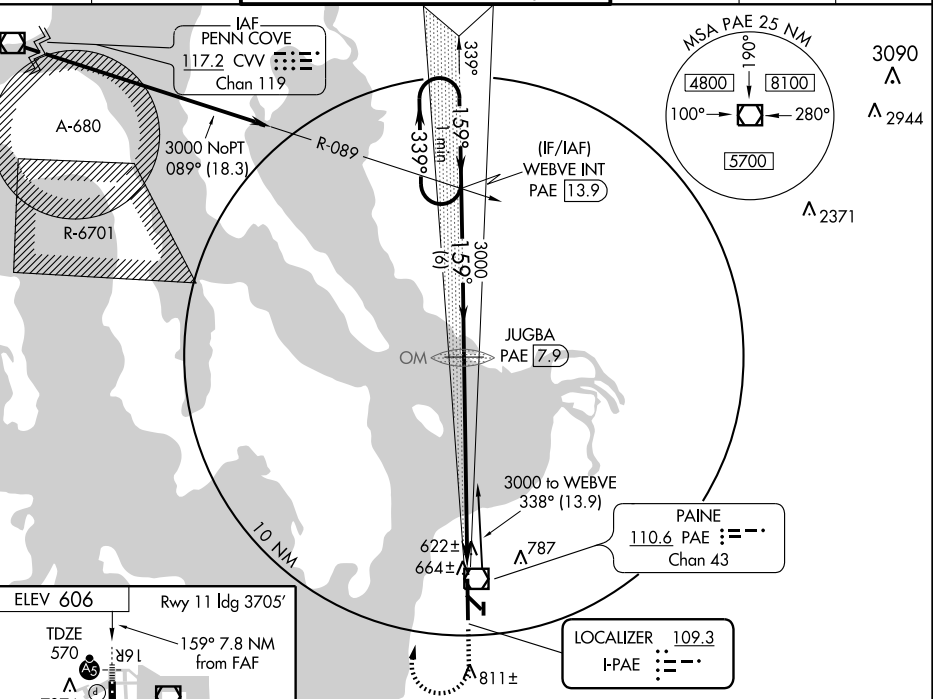 IAF
PENN COVE
117.2 CVV
Chan 119
A-680
3000 NoPT
089° (18.3)
R-089
R-6701
339°
159°
1 min
339°
(IF/IAF)
WEBVE INT
PAE 13.9
3000
159°
(6)
JUGBA
PAE 7.9
OM
MSA PAE 25 NM
190°
4800
8100
100°
280°
5700
3090
2944
2371
3000 to WEBVE
338° (13.9)
622±
664±
787
PAINE
110.6 PAE
Chan 43
10 NM
LOCALIZER 109.3
I-PAE
811±
ELEV 606
Rwy 11 ldg 3705'
TDZE
570
159° 7.8 NM
from FAF
16R
A5
P